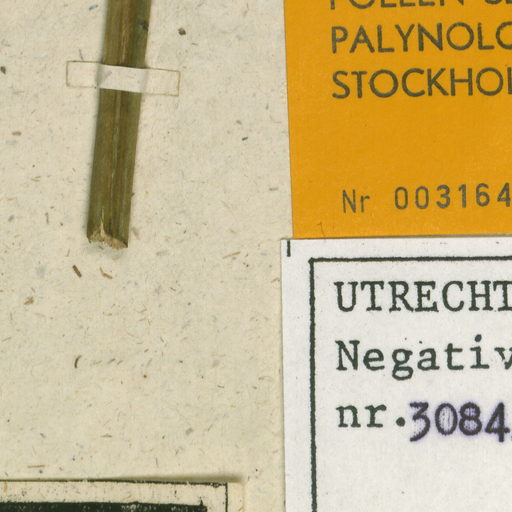 PALYNOLO
STOCKHOL
Nr 003164
UTRECHT
Negativ
nr. 3084